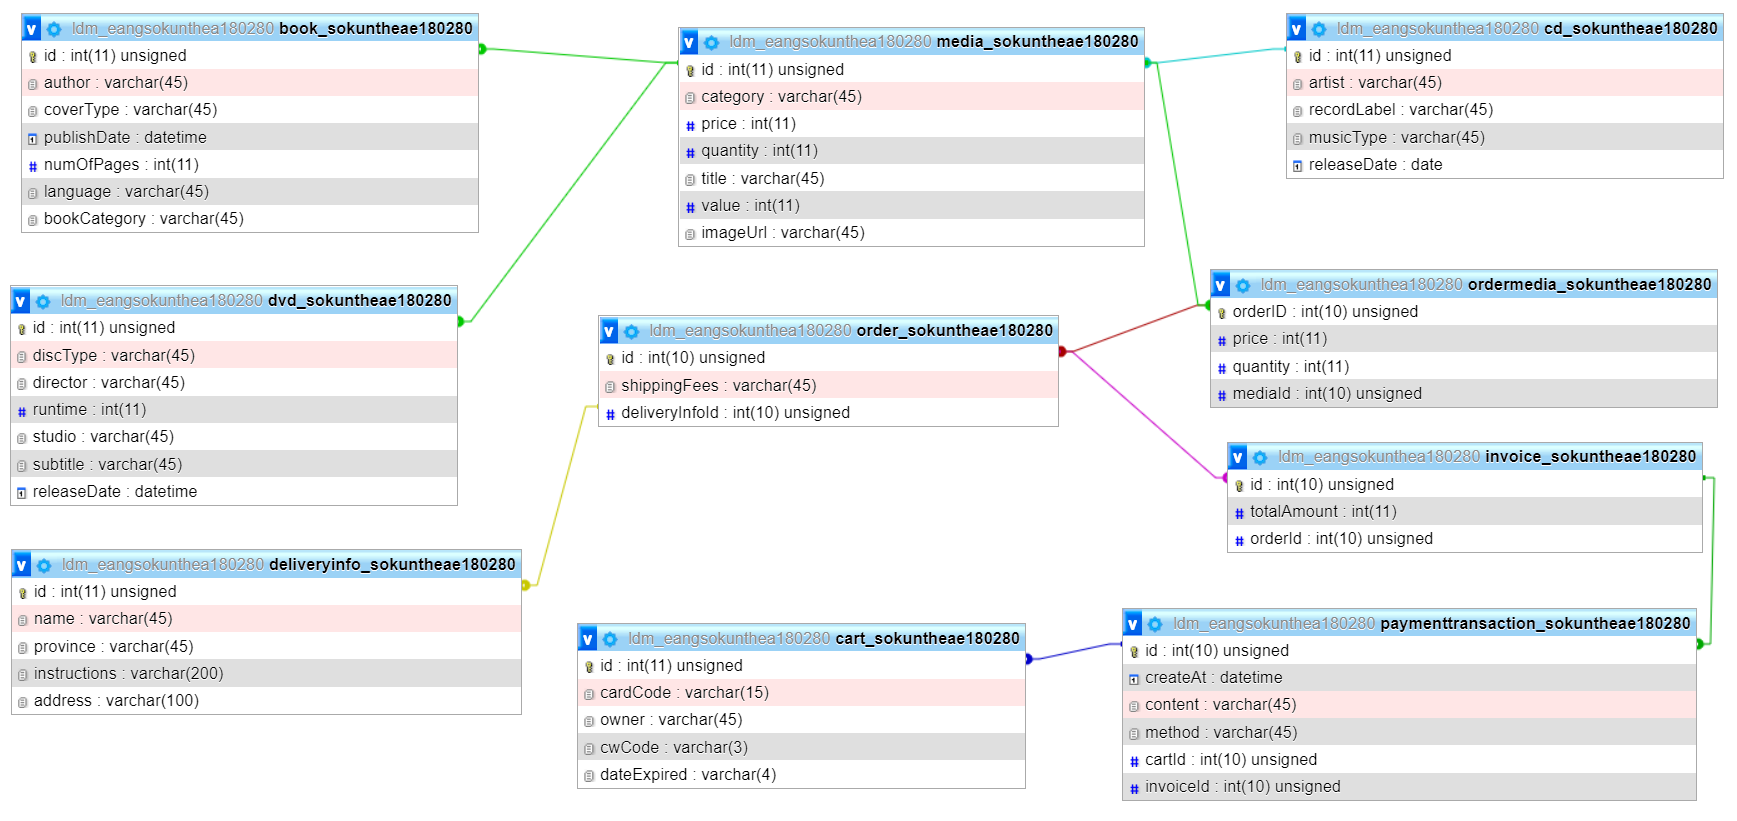 v ldm_eangsokunthea180280 book_sokuntheae180280
id : int(11) unsigned
author : varchar(45)
coverType : varchar(45)
publishDate : datetime
# numOfPages : int(11)
language : varchar(45)
bookCategory : varchar(45)
v ldm_eangsokunthea180280 media_sokuntheae180280
id : int(11) unsigned
category : varchar(45)
# price : int(11)
# quantity : int(11)
title : varchar(45)
# value : int(11)
imageUrl : varchar(45)
v ldm_eangsokunthea180280 cd_sokuntheae180280
id : int(11) unsigned
artist : varchar(45)
recordLabel : varchar(45)
musicType : varchar(45)
releaseDate : date
v ldm_eangsokunthea180280 dvd_sokuntheae180280
id : int(11) unsigned
discType : varchar(45)
director : varchar(45)
# runtime : int(11)
studio : varchar(45)
subtitle : varchar(45)
releaseDate : datetime
v ldm_eangsokunthea180280 order_sokuntheae180280
id : int(10) unsigned
shippingFees : varchar(45)
# deliveryInfoId : int(10) unsigned
v ldm_eangsokunthea180280 ordermedia_sokuntheae180280
orderID : int(10) unsigned
# price : int(11)
# quantity : int(11)
# mediaId : int(10) unsigned
v ldm_eangsokunthea180280 invoice_sokuntheae180280
id : int(10) unsigned
# totalAmount : int(11)
# orderId : int(10) unsigned
v ldm_eangsokunthea180280 deliveryinfo_sokuntheae180280
id : int(11) unsigned
name : varchar(45)
province : varchar(45)
instructions : varchar(200)
address : varchar(100)
v ldm_eangsokunthea180280 cart_sokuntheae180280
id : int(11) unsigned
cardCode : varchar(15)
owner : varchar(45)
cwCode : varchar(3)
dateExpired : varchar(4)
v ldm_eangsokunthea180280 paymenttransaction_sokuntheae180280
id : int(10) unsigned
createAt : datetime
content : varchar(45)
method : varchar(45)
# cartId : int(10) unsigned
# invoiceId : int(10) unsigned